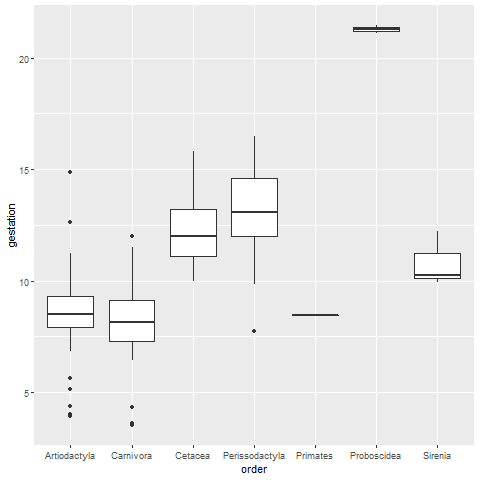 20
15
10
5
gestation
Artiodactyla Carnivora Cetacea Perissodactyla Primates Proboscidea Sirenia
order